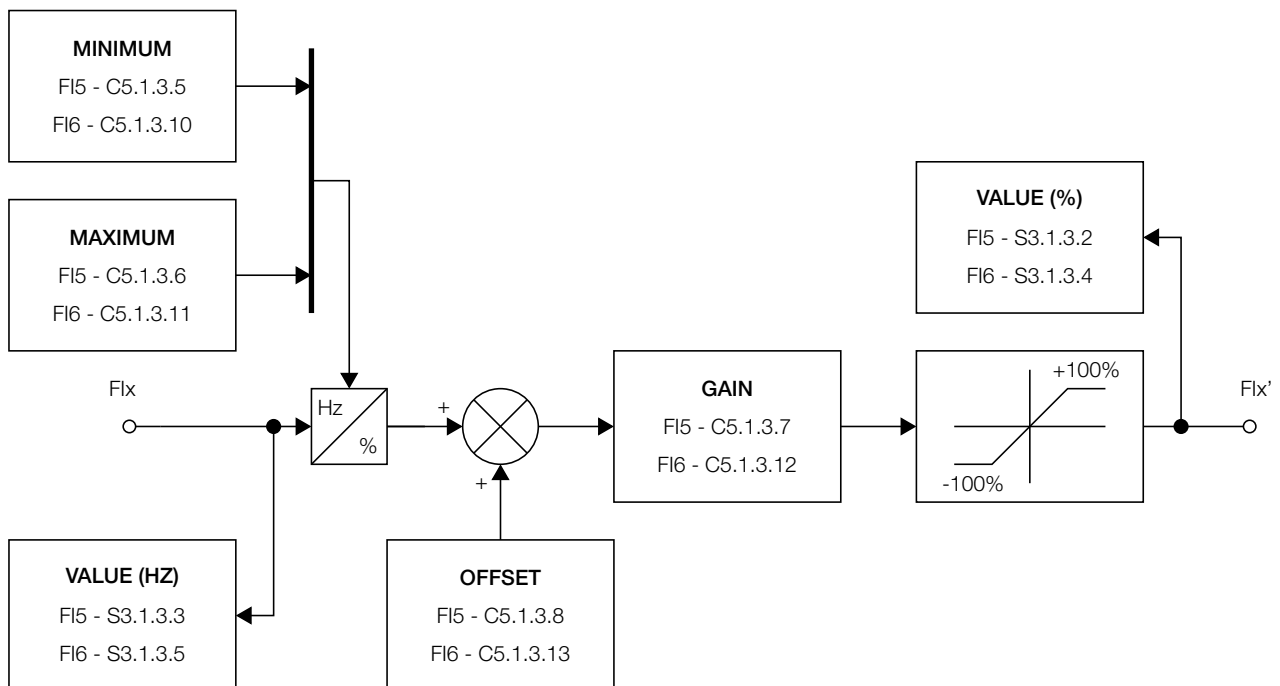 MINIMUM
FI5 - C5.1.3.5
FI6 - C5.1.3.10
MAXIMUM
FI5 - C5.1.3.6
FI6 - C5.1.3.11
VALUE (%)
FI5 - S3.1.3.2
FI6 - S3.1.3.4
FIx
Hz
%
+
+
GAIN
FI5 - C5.1.3.7
FI6 - C5.1.3.12
+100%
-100%
FIx’
VALUE (HZ)
FI5 - S3.1.3.3
FI6 - S3.1.3.5
OFFSET
FI5 - C5.1.3.8
FI6 - C5.1.3.13